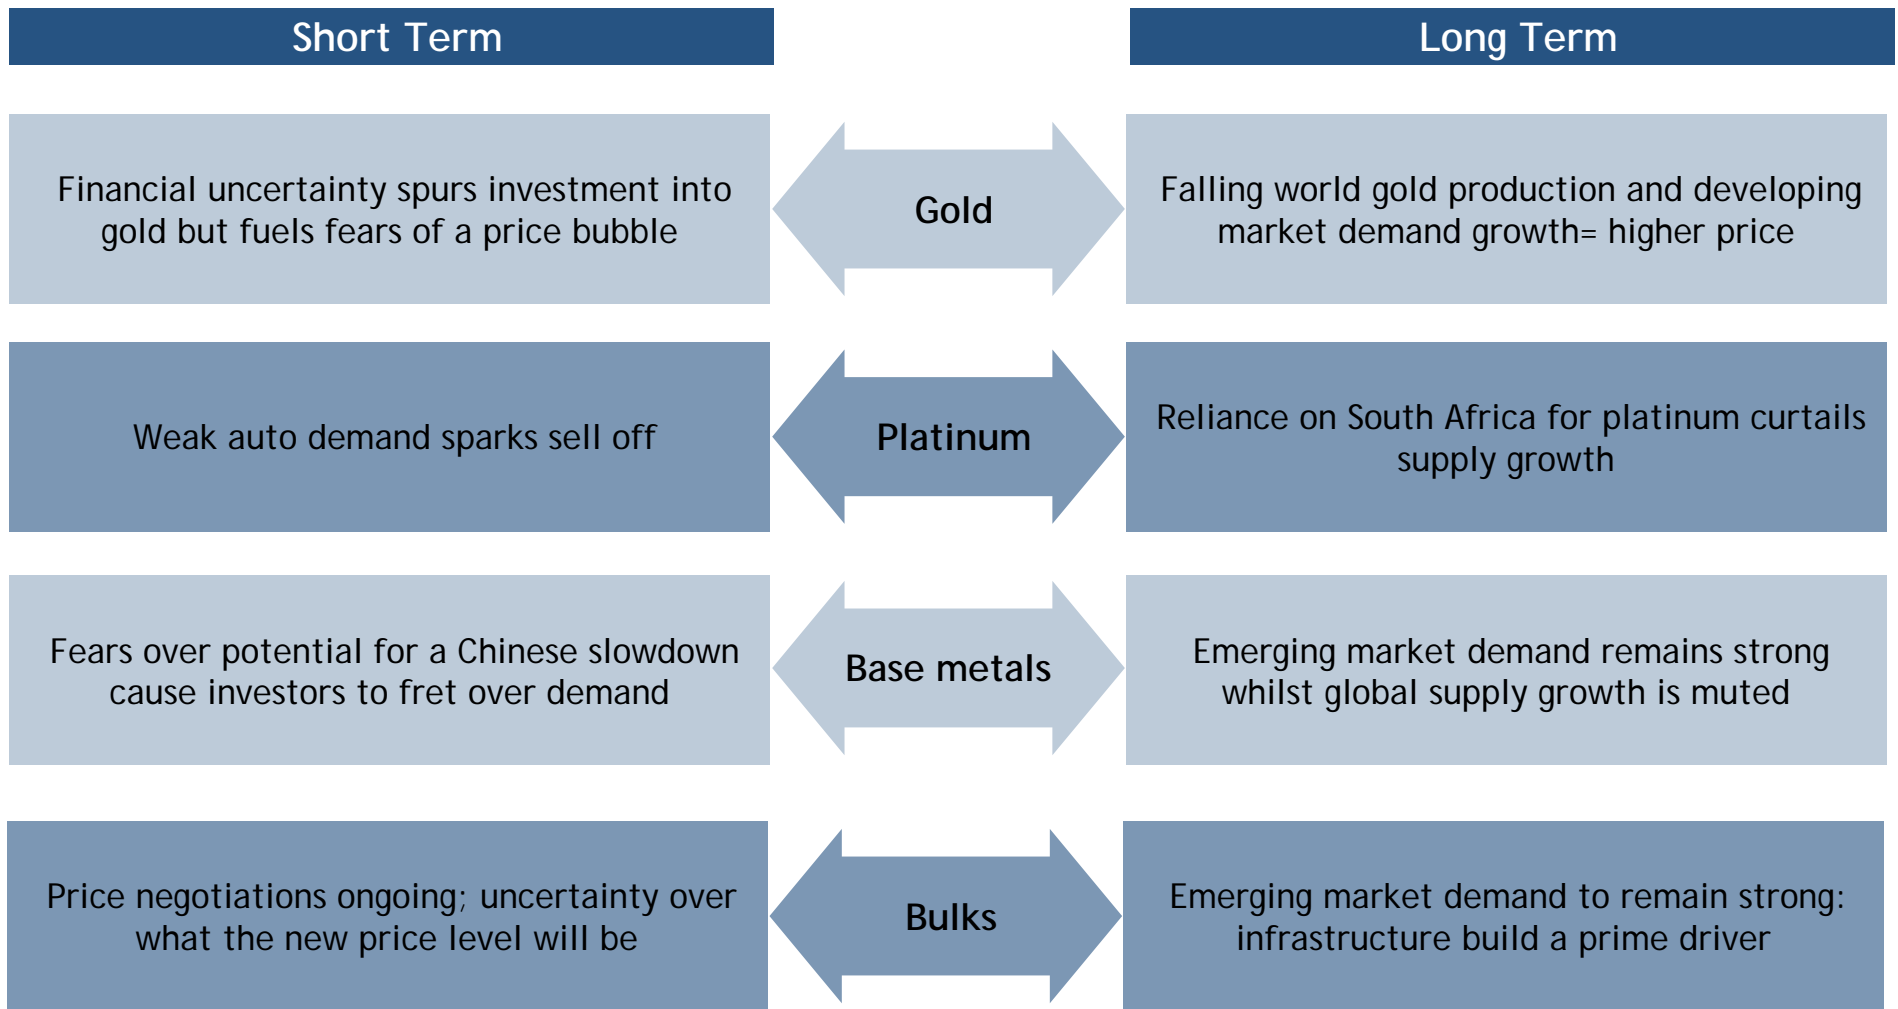 Short Term
Long Term
Financial uncertainty spurs investment into
gold but fuels fears of a price bubble
Gold
Falling world gold production and developing
market demand growth= higher price
Weak auto demand sparks sell off
Platinum
Reliance on South Africa for platinum curtails
supply growth
Fears over potential for a Chinese slowdown
cause investors to fret over demand
Base metals
Emerging market demand remains strong
whilst global supply growth is muted
Price negotiations ongoing; uncertainty over
what the new price level will be
Bulks
Emerging market demand to remain strong:
infrastructure build a prime driver